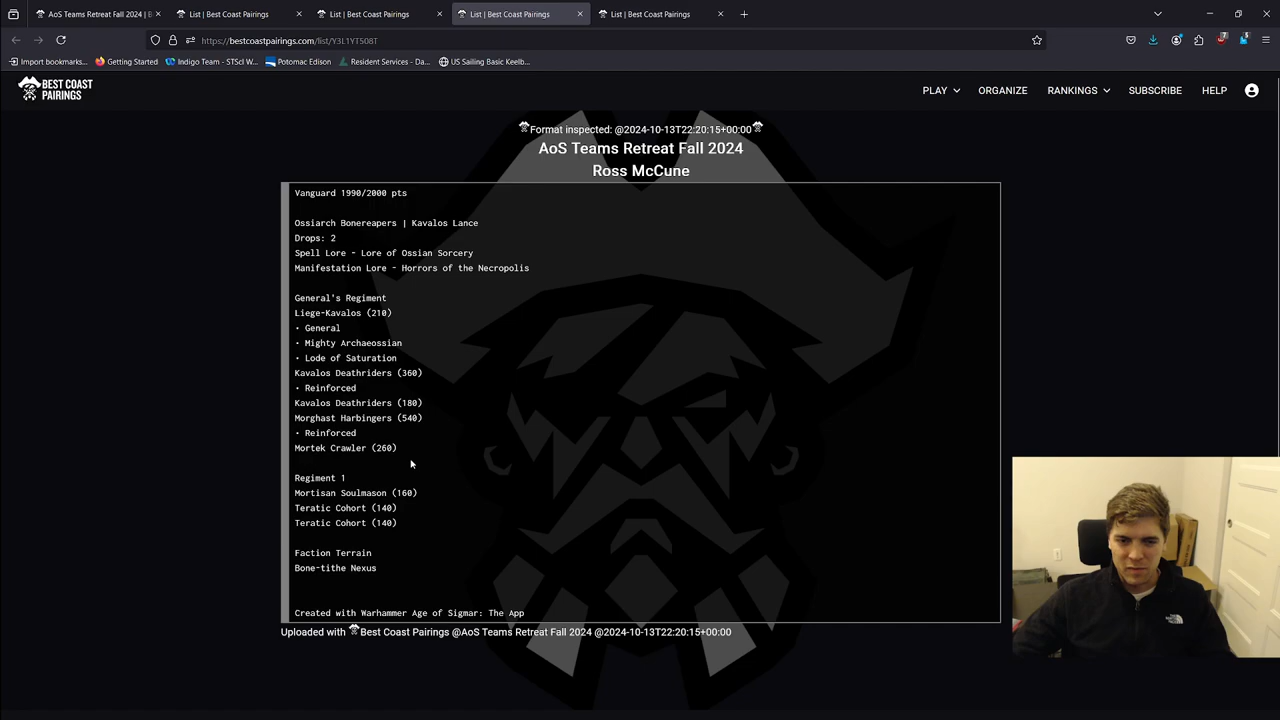 AoS Teams Retreat Fall 2024 | B
List | Best Coast Pairings
List | Best Coast Pairings
List | Best Coast Pairings
List | Best Coast Pairings
https://bestcoastpairings.com/list/Y3L1YT508T
Import bookmarks...
Getting Started
Indigo Team - STScI W...
Potomac Edison
Resident Services - Da...
US Sailing Basic Keelb...
BEST COAST
PAIRINGS
PLAY
ORGANIZE
RANKINGS
SUBSCRIBE
HELP
Format inspected: @2024-10-13T22:20:15+00:00
AoS Teams Retreat Fall 2024
Ross McCune
Vanguard 1990/2000 pts
Ossiarch Bonereapers | Kavalos Lance
Drops: 2
Spell Lore - Lore of Ossian Sorcery
Manifestation Lore - Horrors of the Necropolis
General's Regiment
Liege-Kavalos (210)
• General
• Mighty Archaeossian
• Lode of Saturation
Kavalos Deathriders (360)
• Reinforced
Kavalos Deathriders (180)
Morghast Harbingers (540)
• Reinforced
Mortek Crawler (260)
Regiment 1
Mortisan Soulmason (160)
Teratic Cohort (140)
Teratic Cohort (140)
Faction Terrain
Bone-tithe Nexus
Created with Warhammer Age of Sigmar: The App
Uploaded with Best Coast Pairings @AoS Teams Retreat Fall 2024 @2024-10-13T22:20:15+00:00